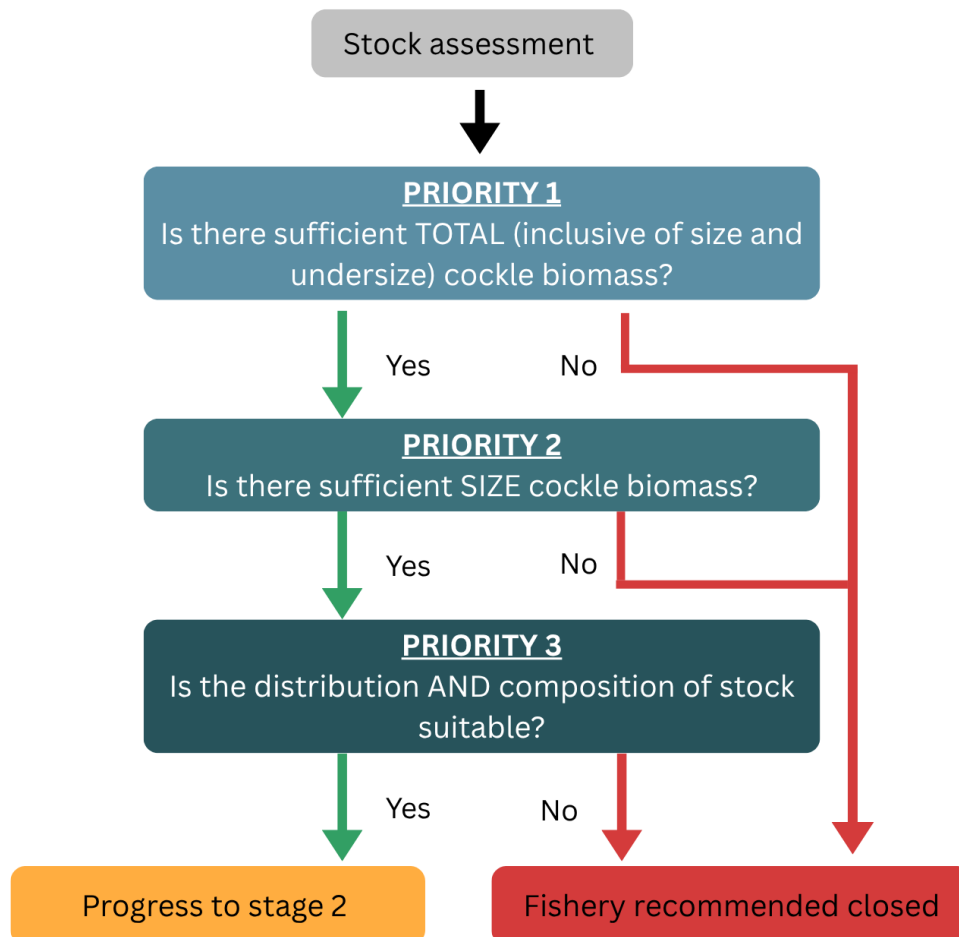 Stock assessment
PRIORITY 1
Is there sufficient TOTAL (inclusive of size and
undersize) cockle biomass?
Yes
No
PRIORITY 2
Is there sufficient SIZE cockle biomass?
Yes
No
PRIORITY 3
Is the distribution AND composition of stock
suitable?
Yes
No
Progress to stage 2
Fishery recommended closed